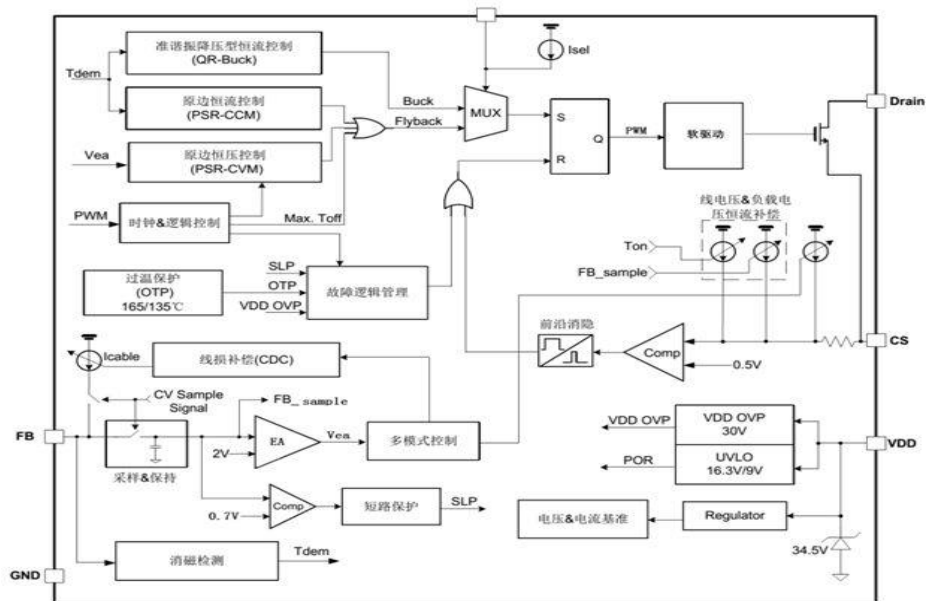 准谐振降压型恒流控制
(QR-Buck)
Isel
Tdem
原边恒流控制
(PSR-CCM)
Buck
Flyback
MUX
S
R
Q
PWM
软驱动
Drain
Vea
原边恒压控制
(PSR-CVM)
PWM
时钟&逻辑控制
Max. Toff
线电压&负载电
压恒流补偿
Ton
FB_sample
过温保护
(OTP)
165/135℃
SLP
OTP
VDD OVP
故障逻辑管理
前沿消隐
Comp
0.5V
CS
Icable
线损补偿(CDC)
CV Sample
Signal
FB_sample
FB
采样&保持
2V
EA
Vea
多模式控制
VDD OVP
VDD OVP
30V
VDD
POR
UVLO
16.3V/9V
0.7V
Comp
短路保护
SLP
电压&电流基准
Regulator
34.5V
消磁检测
Tdem
GND